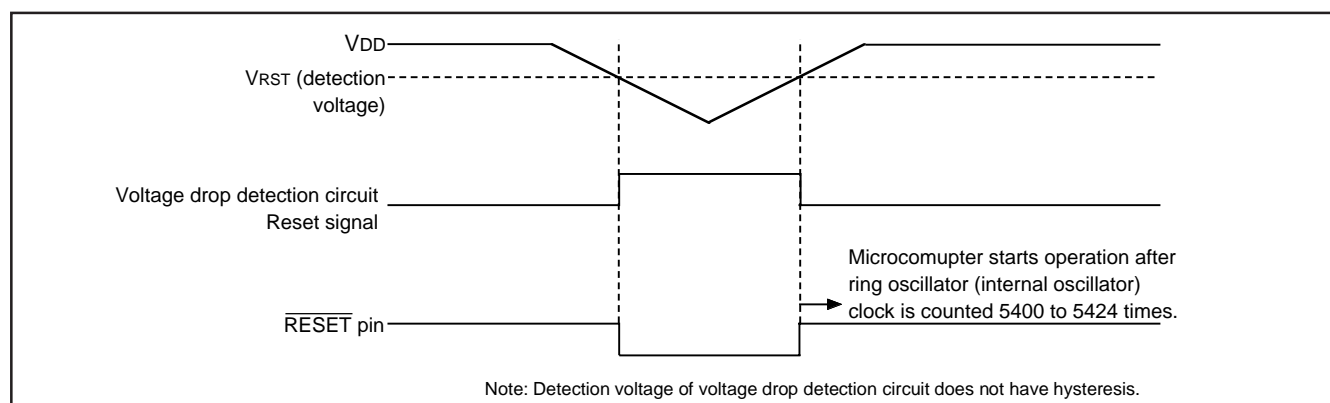 VDD
VRST (detection
voltage)
Voltage drop detection circuit
Reset signal
Microcomupter starts operation after
ring oscillator (internal oscillator)
clock is counted 5400 to 5424 times.
RESET pin
Note: Detection voltage of voltage drop detection circuit does not have hysteresis.